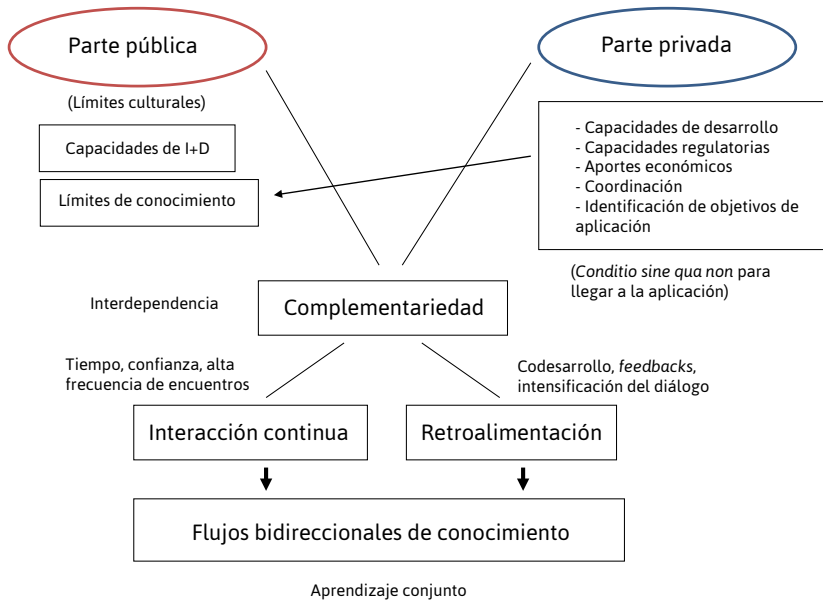 Parte pública
Parte privada
(Límites culturales)
Capacidades de I+D
Límites de conocimiento
- Capacidades de desarrollo
- Capacidades regulatorias
- Aportes económicos
- Coordinación
- Identificación de objetivos de
aplicación
(Conditio sine qua non para
llegar a la aplicación)
Interdependencia
Complementariedad
Tiempo, confianza, alta
frecuencia de encuentros
Codesarrollo, feedbacks,
intensificación del diálogo
Interacción continua
Retroalimentación
Flujos bidireccionales de conocimiento
Aprendizaje conjunto